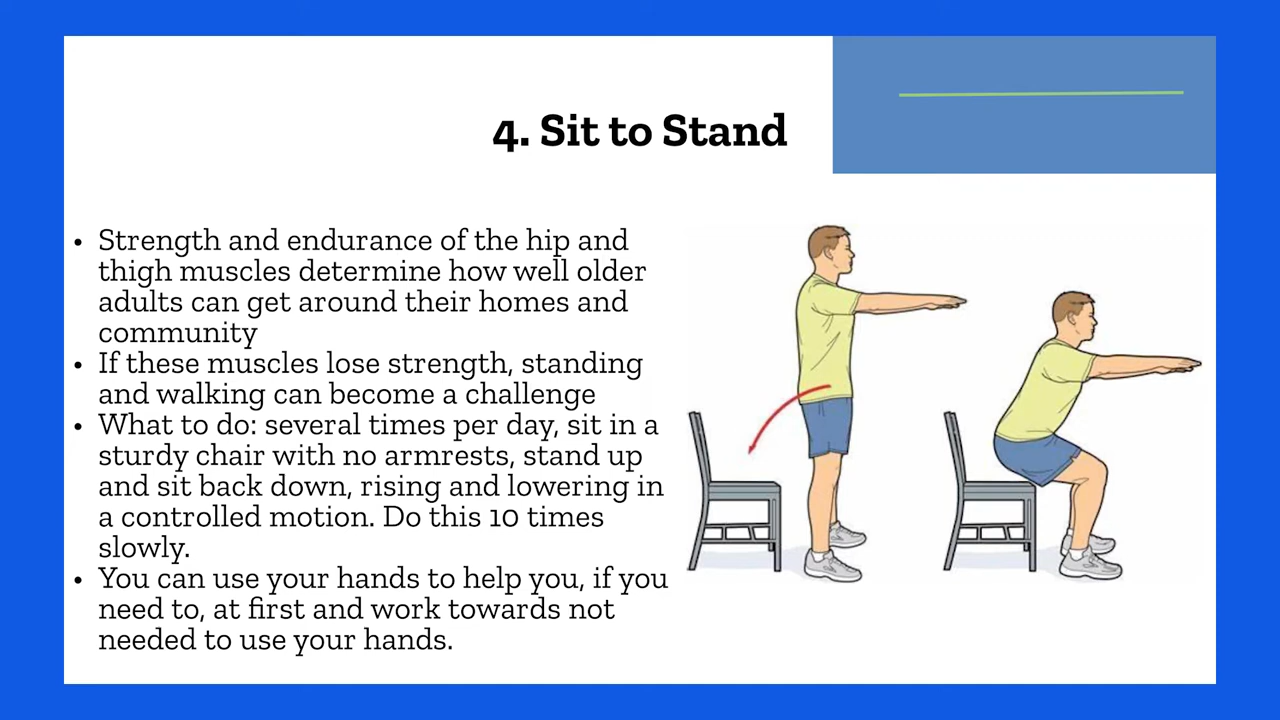 4. Sit to Stand
• Strength and endurance of the hip and
thigh muscles determine how well older
adults can get around their homes and
community
• If these muscles lose strength, standing
and walking can become a challenge
• What to do: several times per day, sit in a
sturdy chair with no armrests, stand up
and sit back down, rising and lowering in
a controlled motion. Do this 10 times
slowly.
• You can use your hands to help you, if you
need to, at first and work towards not
needed to use your hands.